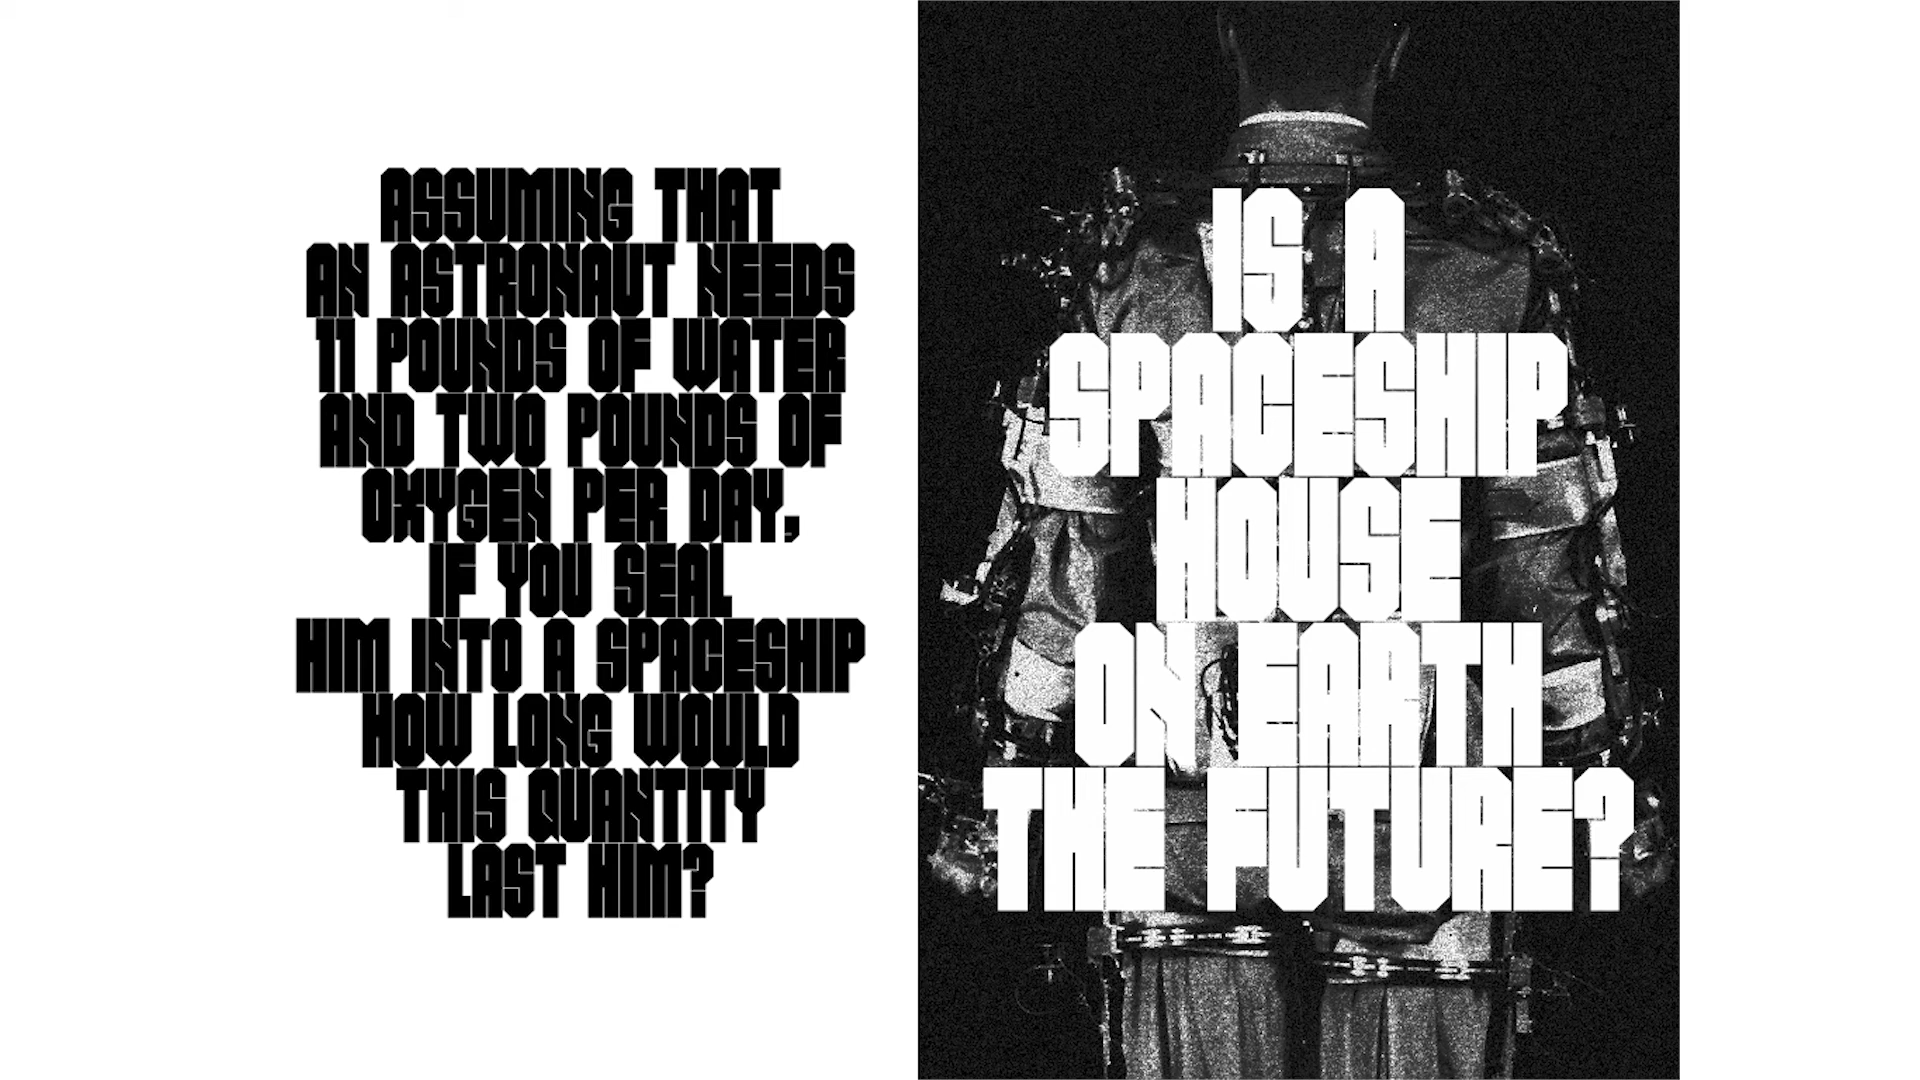 ASSUMING THAT
AN ASTRONAUT NEEDS
11 POUNDS OF WATER
AND TWO POUNDS OF
OXYGEN PER DAY,
IF YOU SEAL
HIM INTO A SPACESHIP
HOW LONG WOULD
THIS QUANTITY
LAST HIM?
IS A
SPACESHIP
HOUSE
ON EARTH
THE FUTURE?